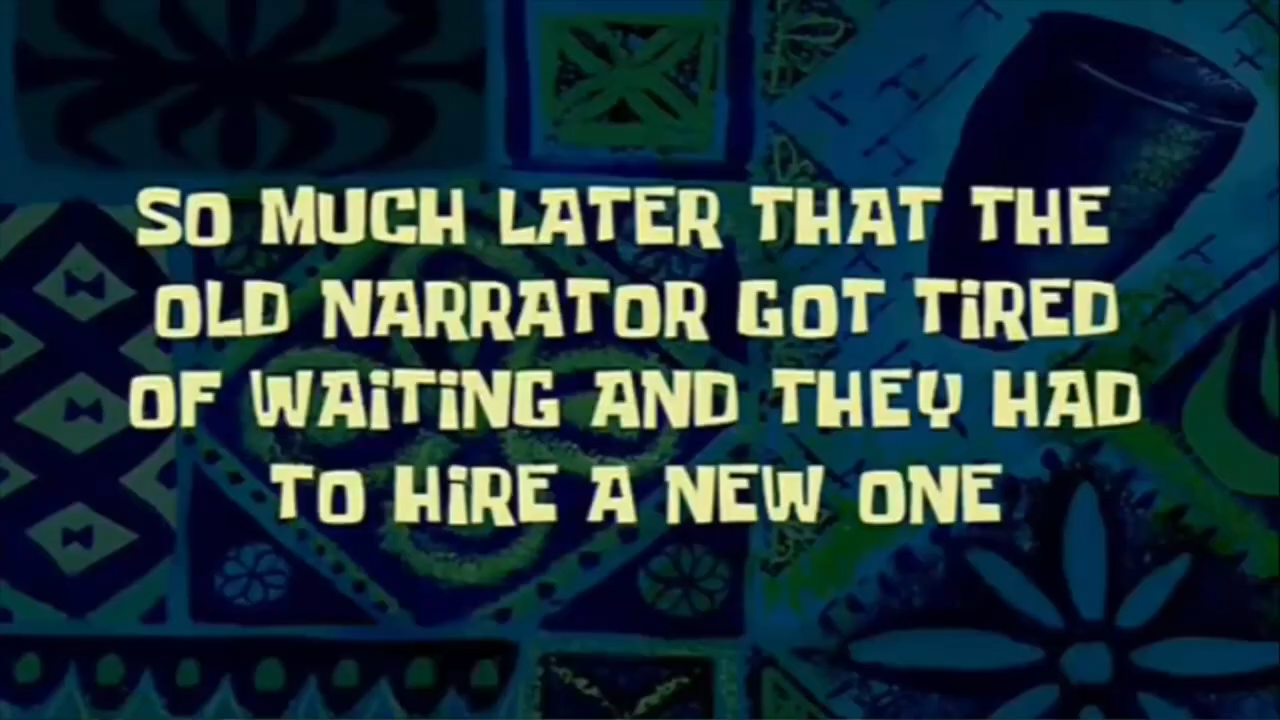 SO MUCH LATER THAT THE
OLD NARRATOR GOT TiRED
OF WAiTiNG AND THEY HAD
TO HiRE A NEW ONE